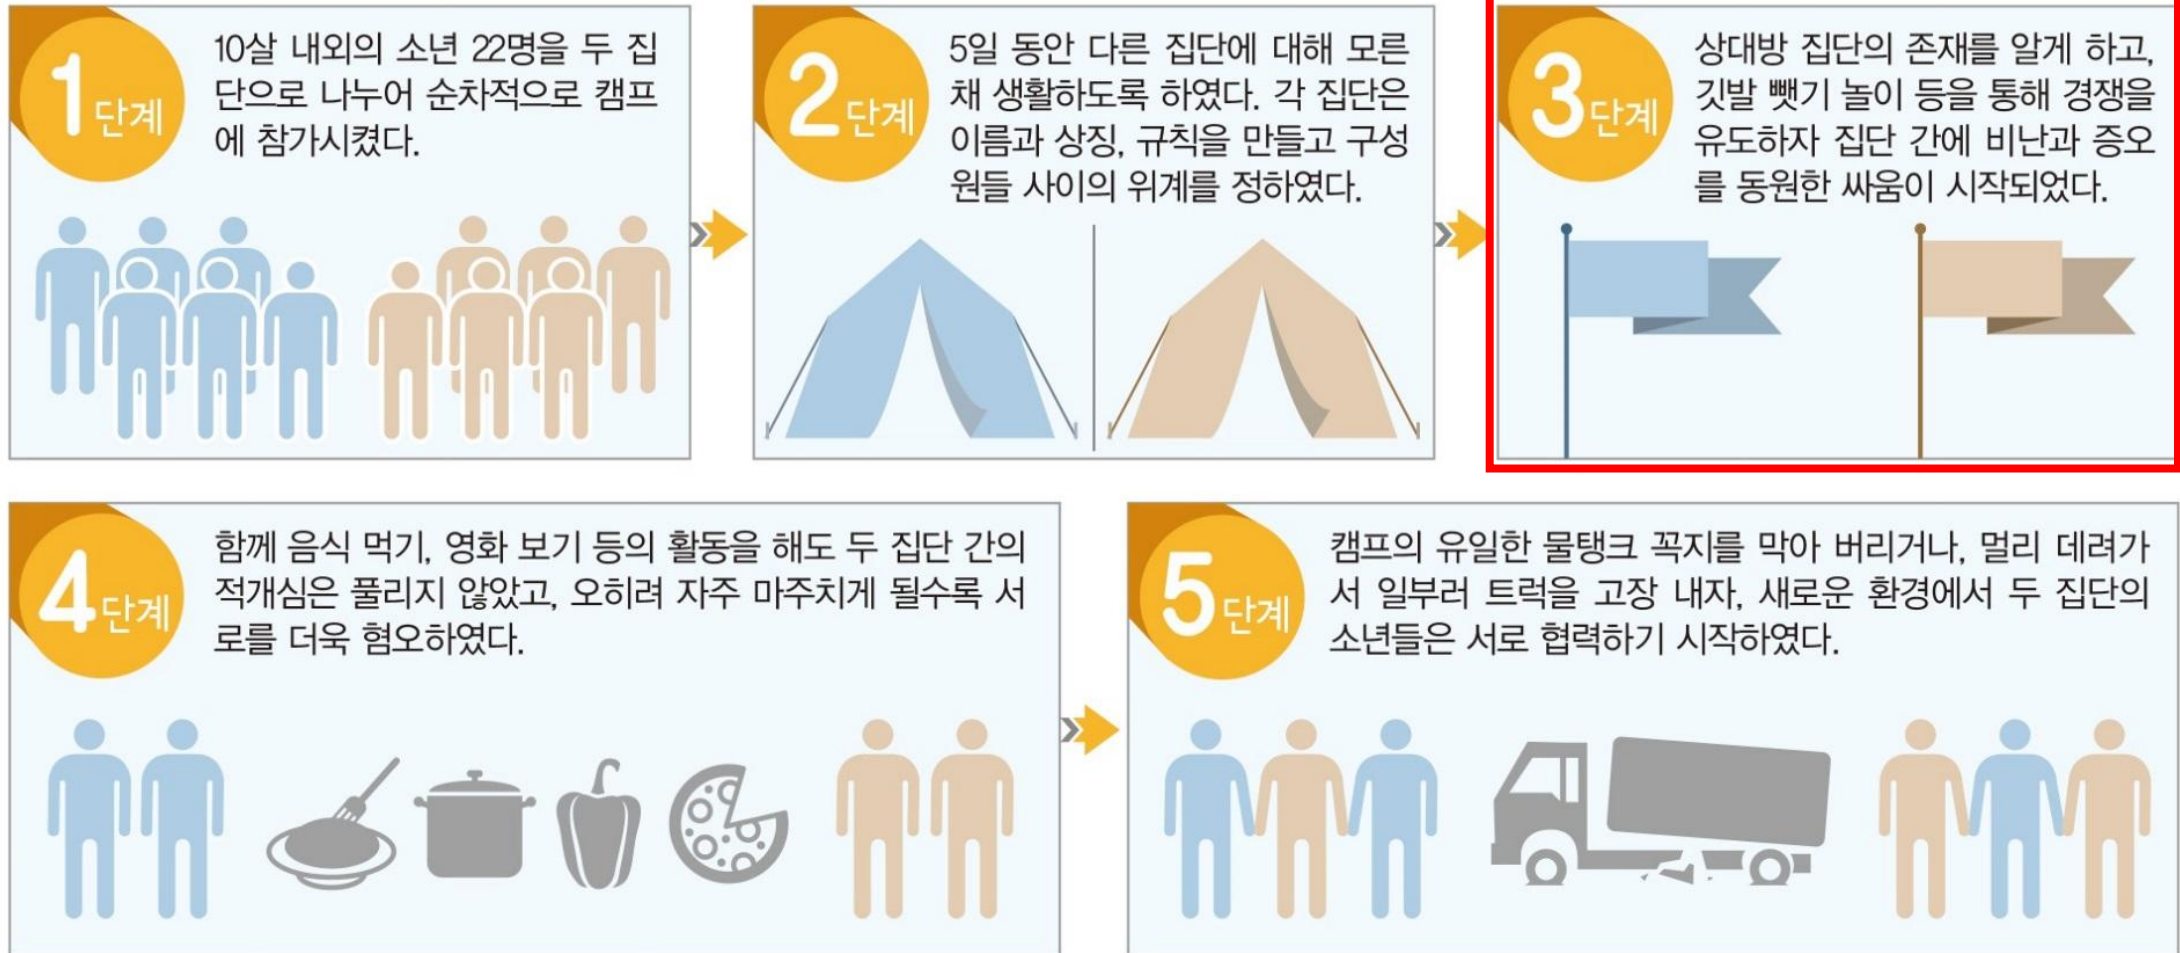 1단계
10살 내외의 소년 22명을 두 집
단으로 나누어 순차적으로 캠프
에 참가시켰다.
2단계
5일 동안 다른 집단에 대해 모른
채 생활하도록 하였다. 각 집단은
이름과 상징, 규칙을 만들고 구성
원들 사이의 위계를 정하였다.
3단계
상대방 집단의 존재를 알게 하고,
깃발 뺏기 놀이 등을 통해 경쟁을
유도하자 집단 간에 비난과 증오
를 동원한 싸움이 시작되었다.
4단계
함께 음식 먹기, 영화 보기 등의 활동을 해도 두 집단 간의
적개심은 풀리지 않았고, 오히려 자주 마주치게 될수록 서
로를 더욱 혐오하였다.
5단계
캠프의 유일한 물탱크 꼭지를 막아 버리거나, 멀리 데려가
서 일부러 트럭을 고장 내자, 새로운 환경에서 두 집단의
소년들은 서로 협력하기 시작하였다.